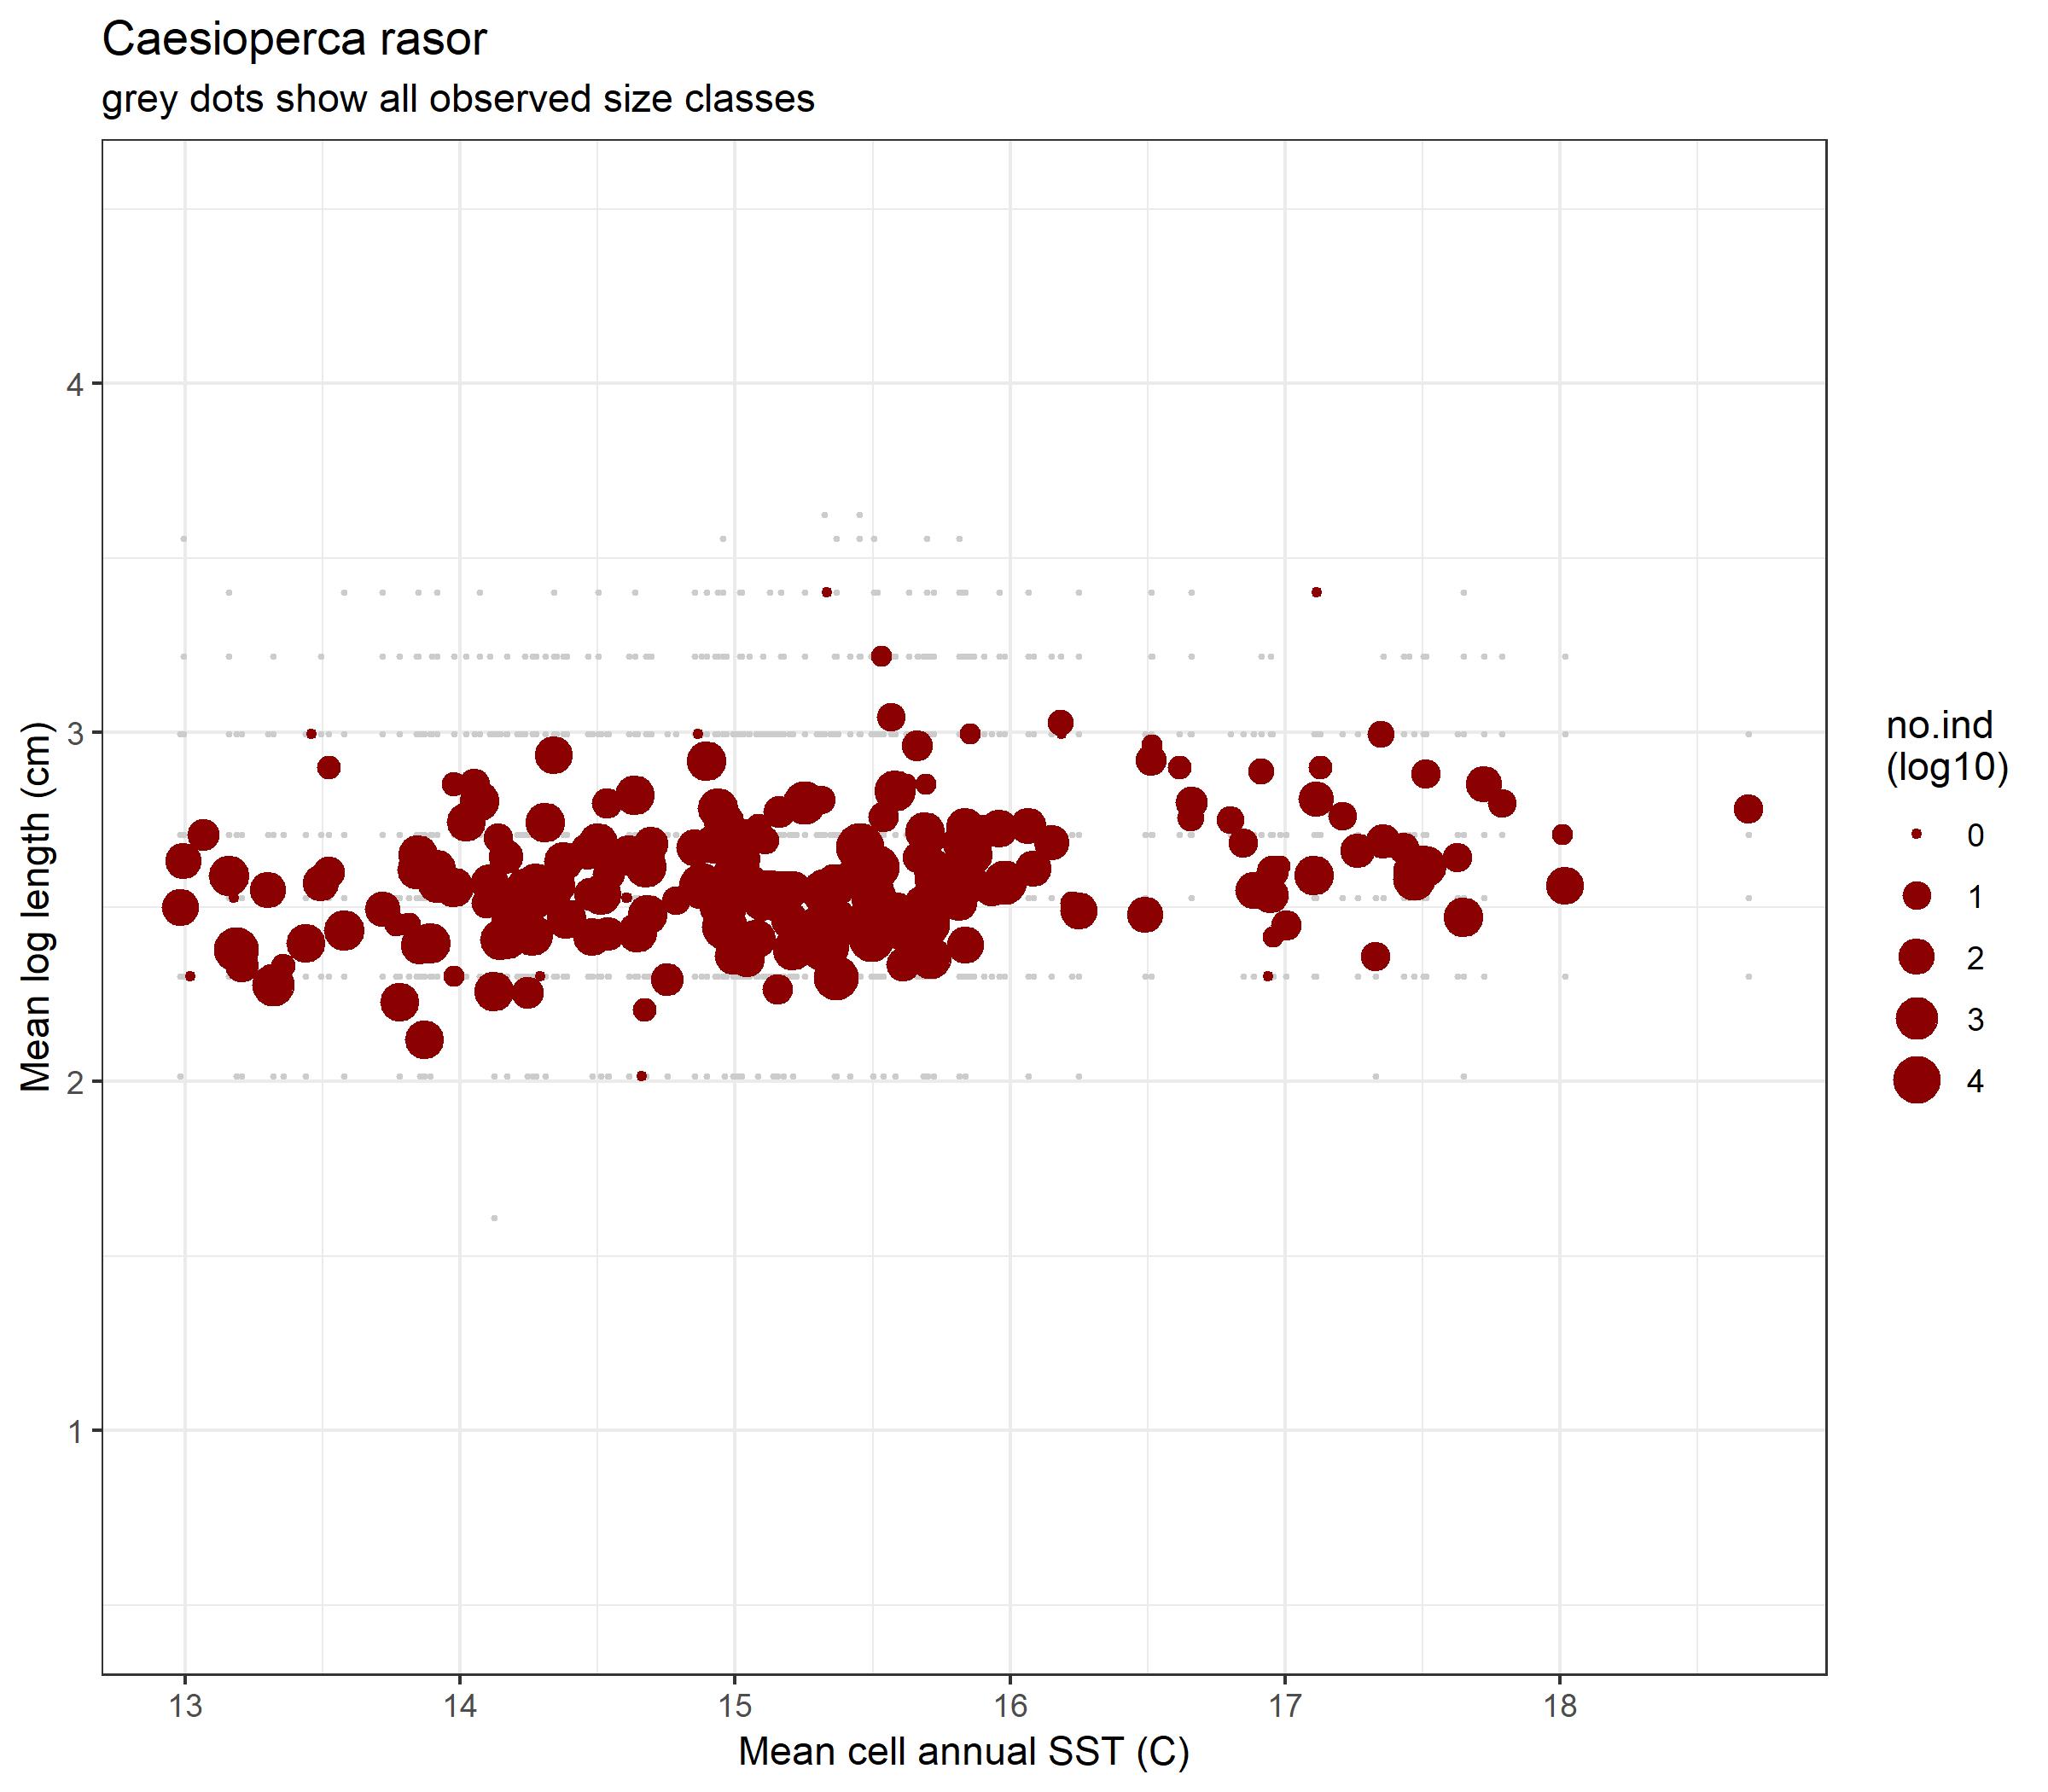 Caesioperca rasor
grey dots show all observed size classes
4
3
2
1
Mean log length (cm)
13 14 15 16 17 18
Mean cell annual SST (C)
no.ind
(log10)
0
1
2
3
4